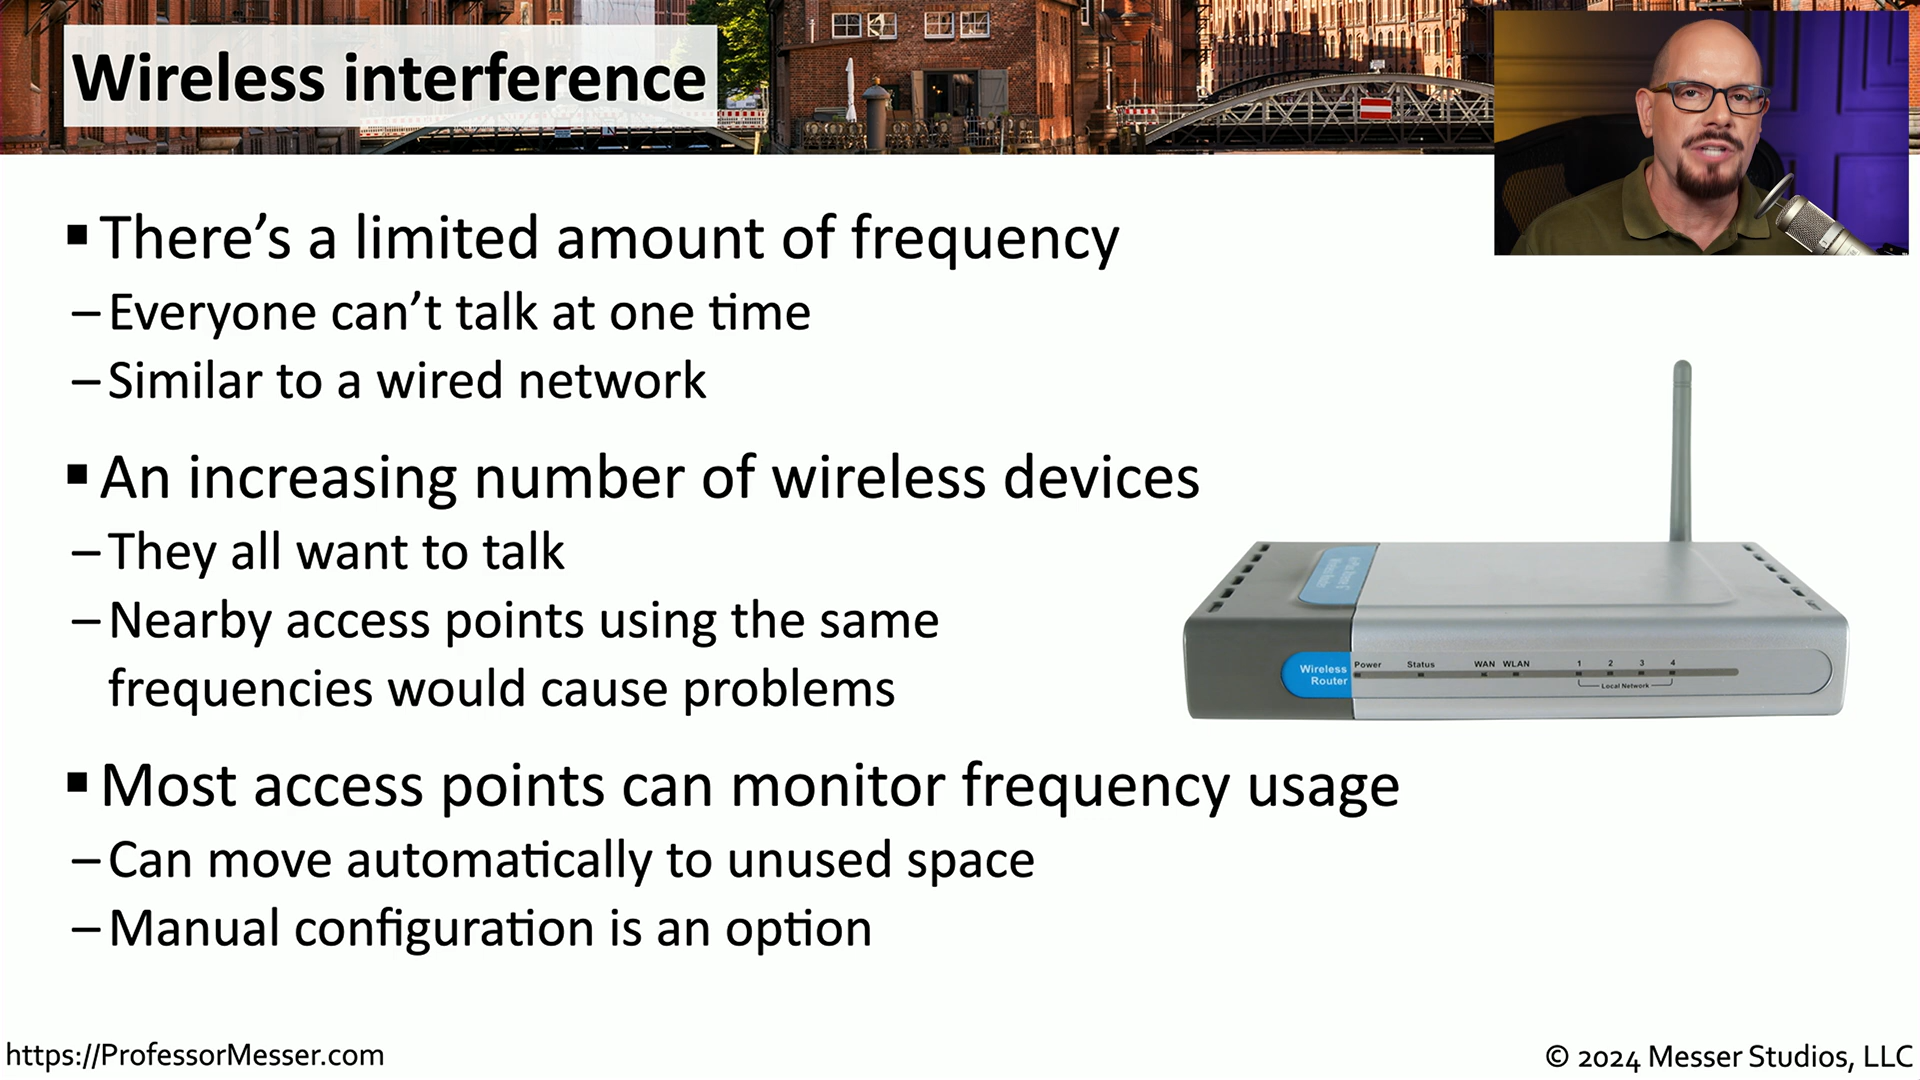 Wireless interference
▪ There's a limited amount of frequency
– Everyone can't talk at one time
– Similar to a wired network
▪ An increasing number of wireless devices
– They all want to talk
– Nearby access points using the same
frequencies would cause problems
▪ Most access points can monitor frequency usage
– Can move automatically to unused space
– Manual configuration is an option
Wireless
Router
Power Status WAN WLAN 1 2 3 4
Local Network
https://ProfessorMesser.com
© 2024 Messer Studios, LLC